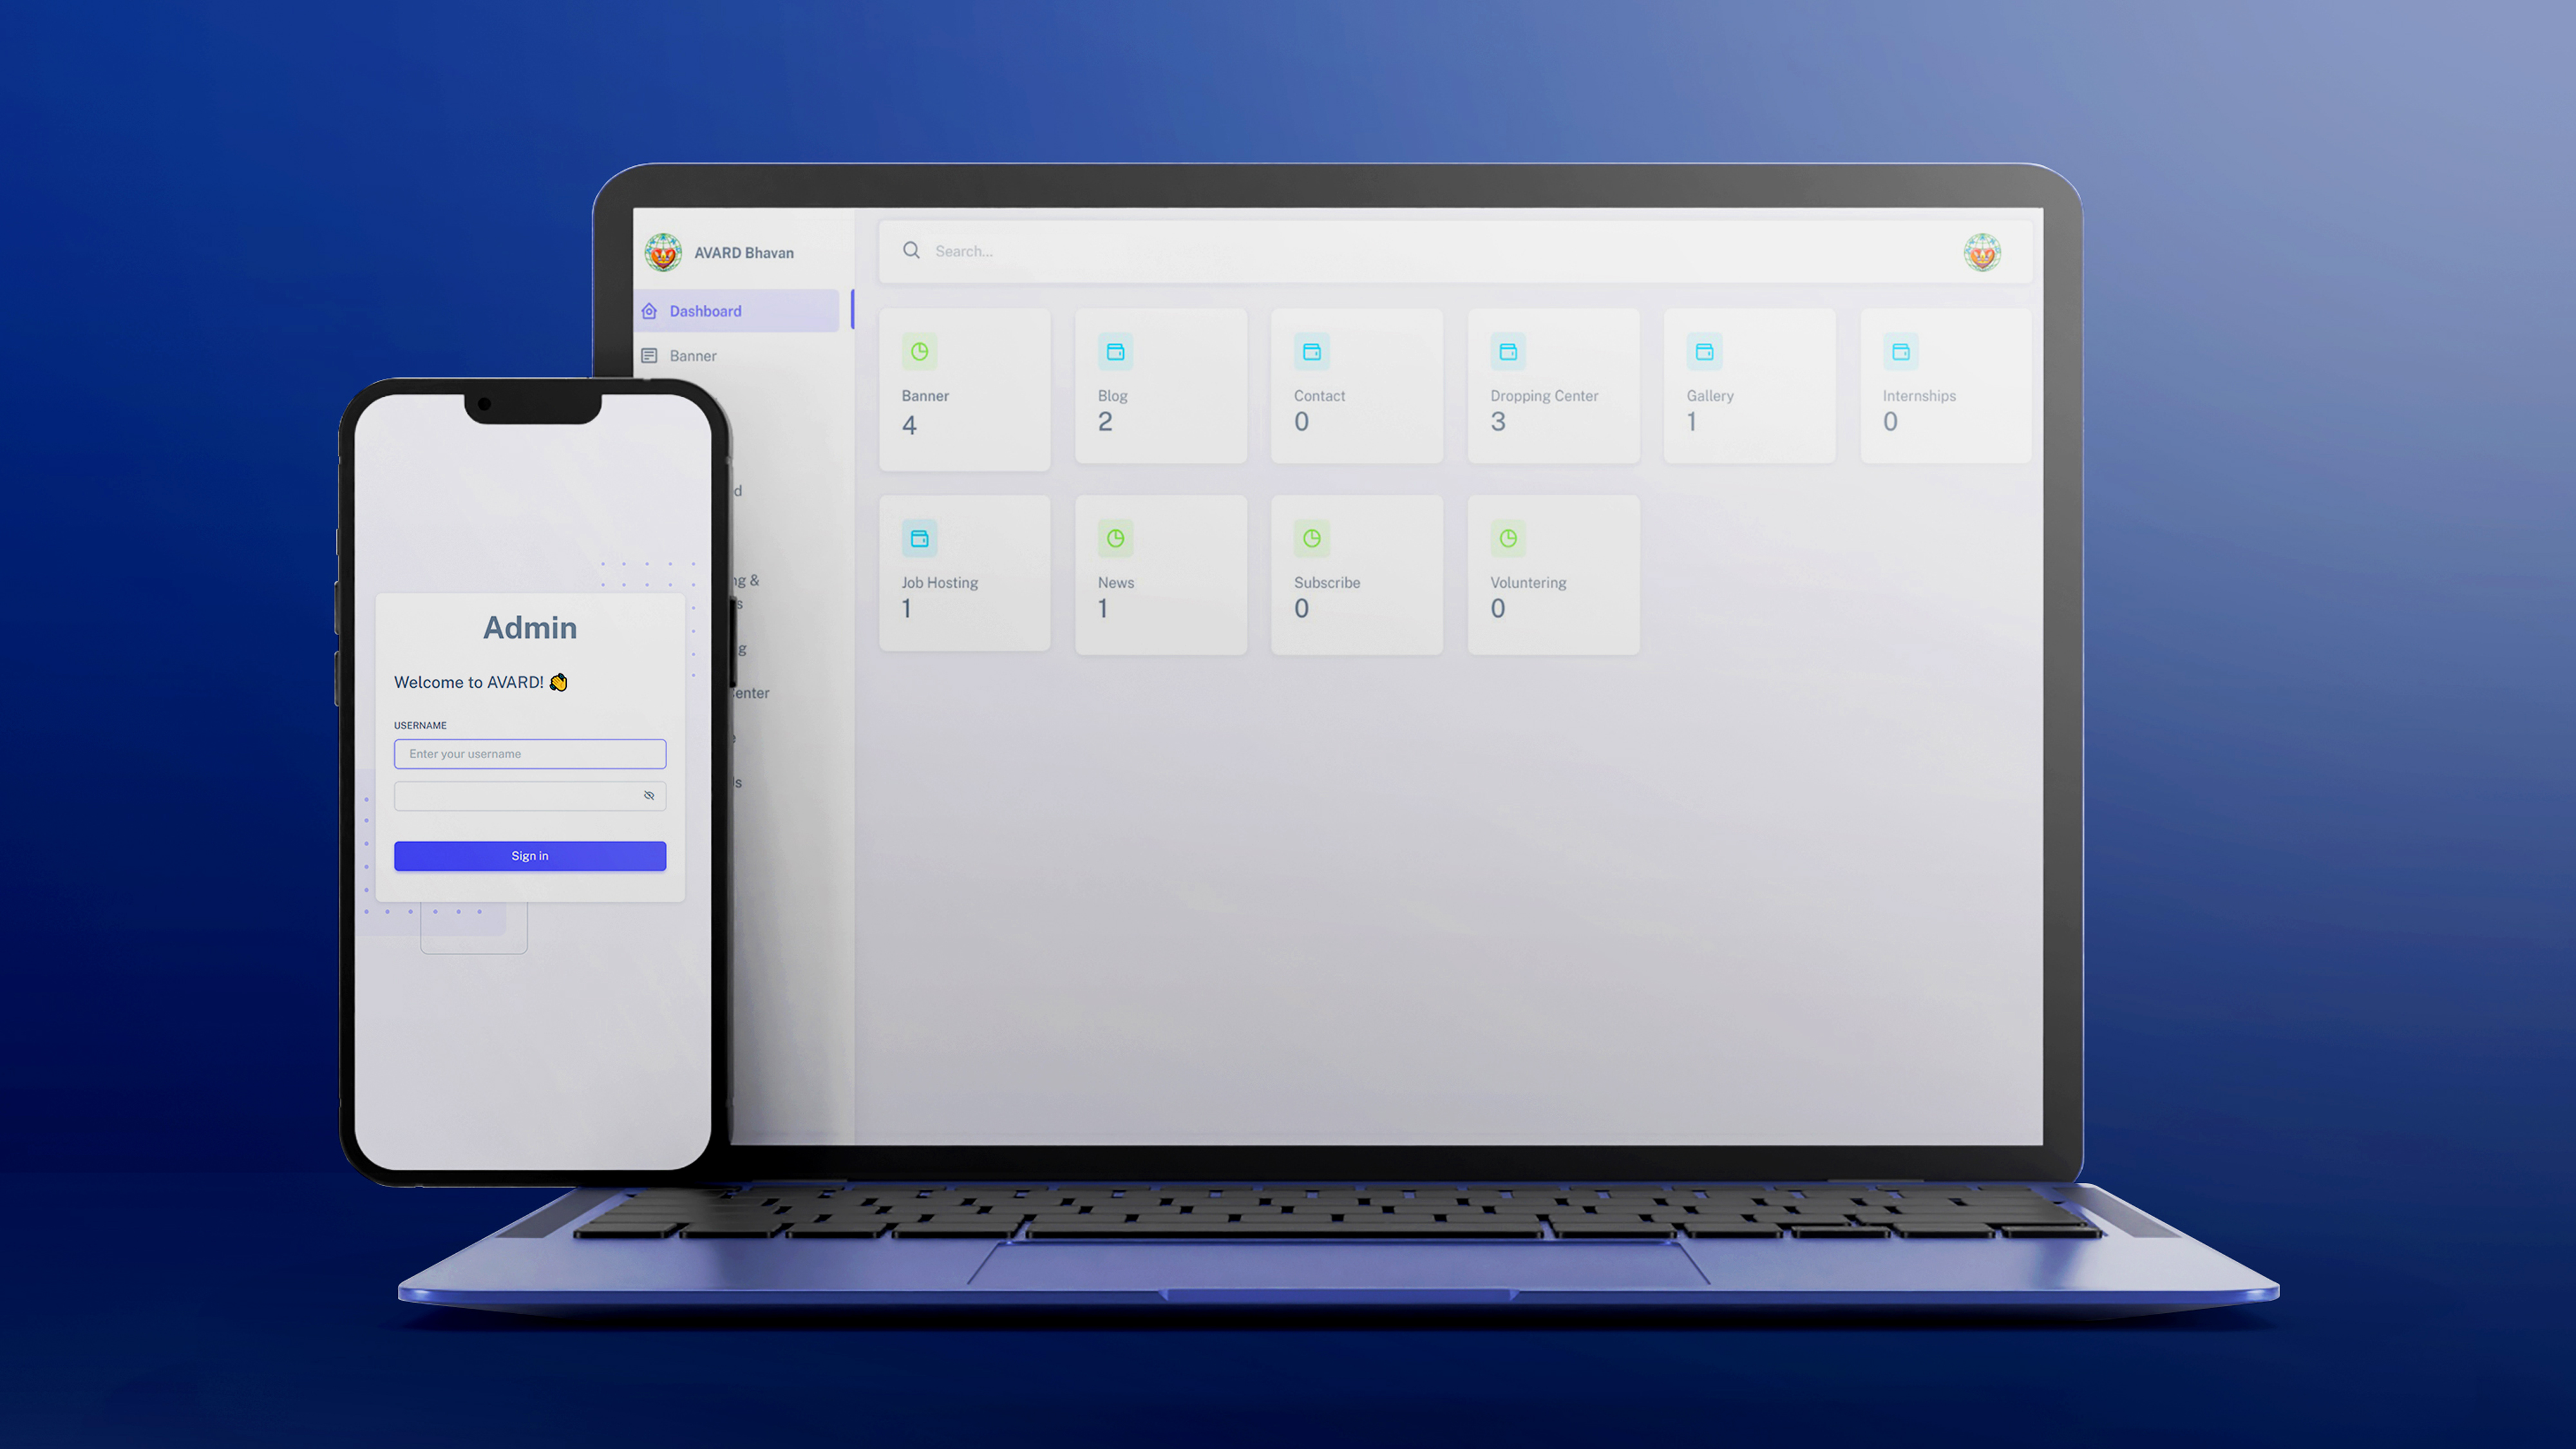 AVARD Bhavan
Search...
Dashboard
Banner
d
ng &
s
g
enter
e
ls
Banner
4
Blog
2
Contact
0
Dropping Center
3
Gallery
1
Internships
0
Job Hosting
1
News
1
Subscribe
0
Voluntering
0
Admin
Welcome to AVARD! 👏
USERNAME
Enter your username
Sign in